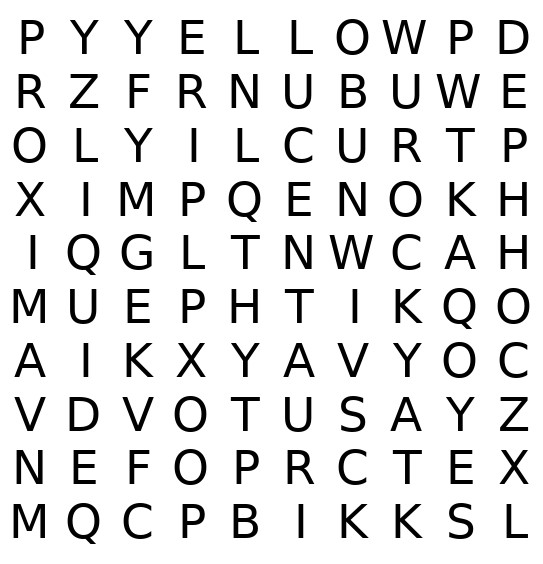 P Y Y E L L O W P D
R Z F R N U B U W E
O L Y I L C U R T P
X I M P Q E N O K H
I Q G L T N W C A H
M U E P H T I K Q O
A I K X Y A V Y O C
V D V O T U S A Y Z
N E F O P R C T E X
M Q C P B I K K S L